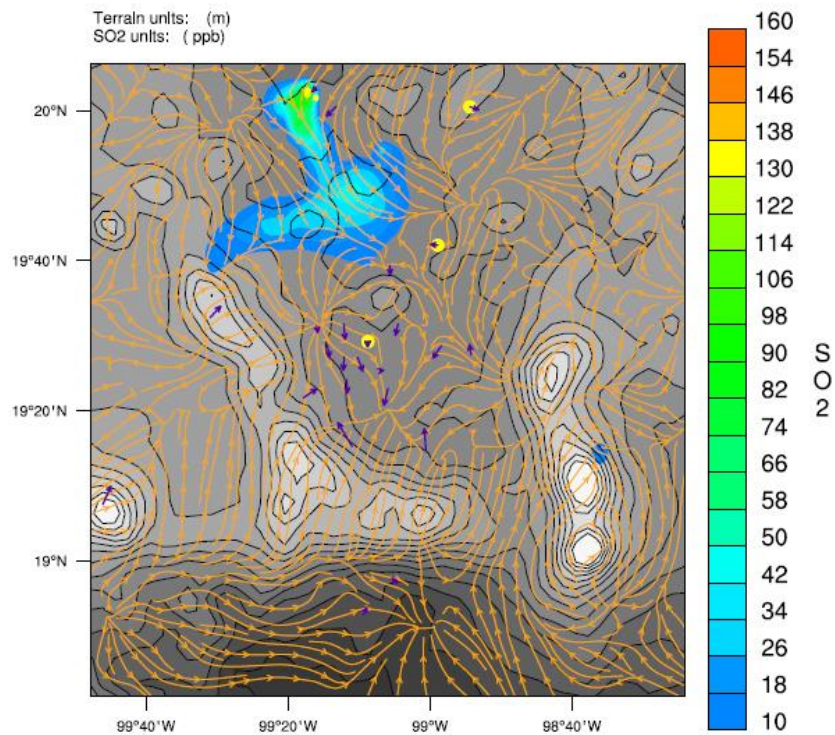 Terrain units: (m)
SO2 units: ( ppb)
20°N
19°40'N
19°20'N
19°N
99°40'W
99°20'W
99°W
98°40'W
160
154
146
138
130
122
114
106
98
90
82
74
66
58
50
42
34
26
18
10
SO2